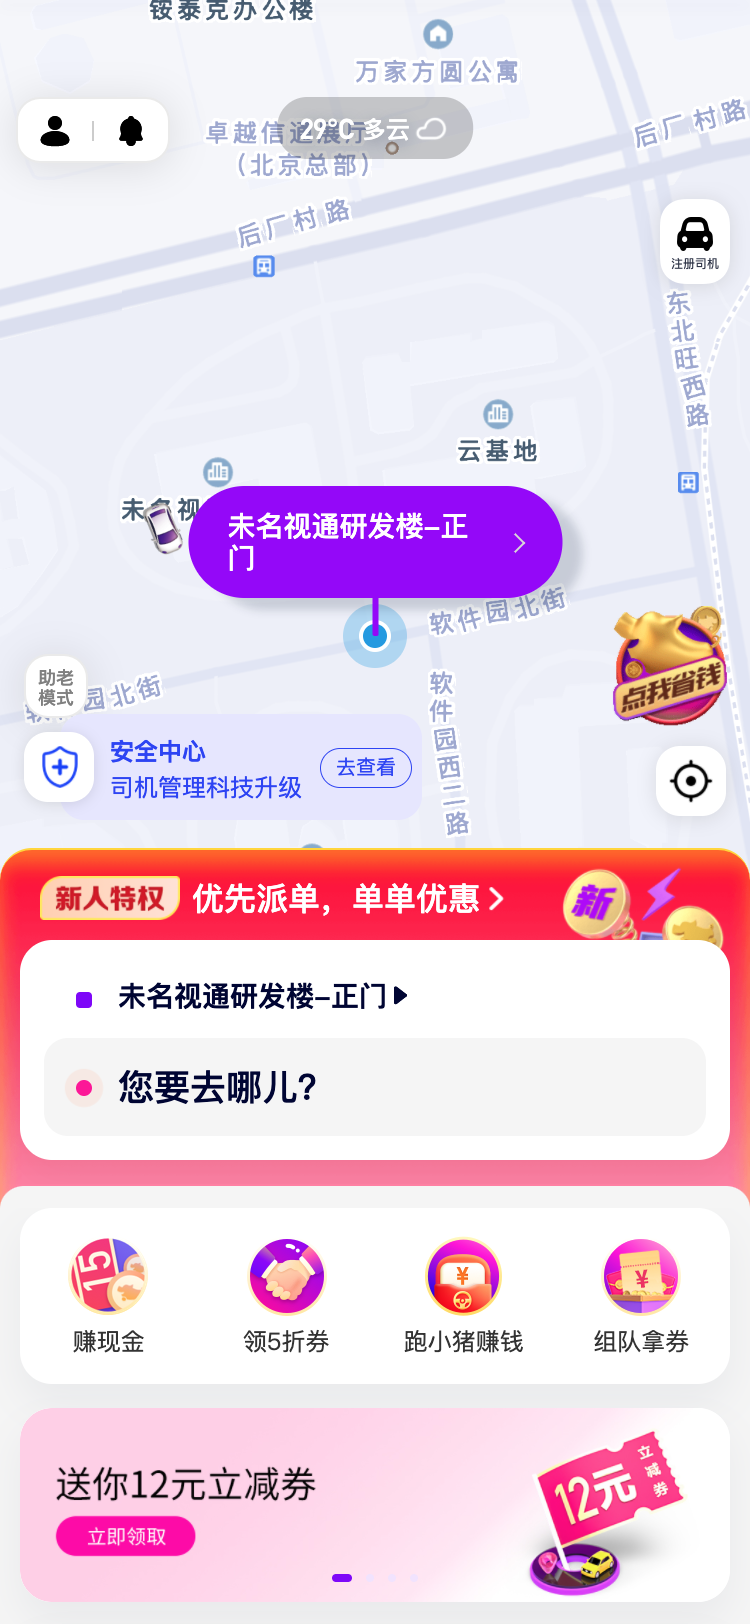 铵泰克办公楼
万家方圆公寓
卓越信通展厅
（北京总部）
29°C 多云
后厂村路
后厂村路
注册司机
东北旺西路
云基地
未名视
未名视通研发楼–正
门
软件园北街
点我省钱
助老
模式
园北街
软件园西二路
安全中心
司机管理科技升级
去查看
新人特权
优先派单，单单优惠
新
未名视通研发楼–正门
您要去哪儿?
15
¥
¥
赚现金
领5折券
跑小猪赚钱
组队拿券
送你12元立减券
立即领取
12元
立减券